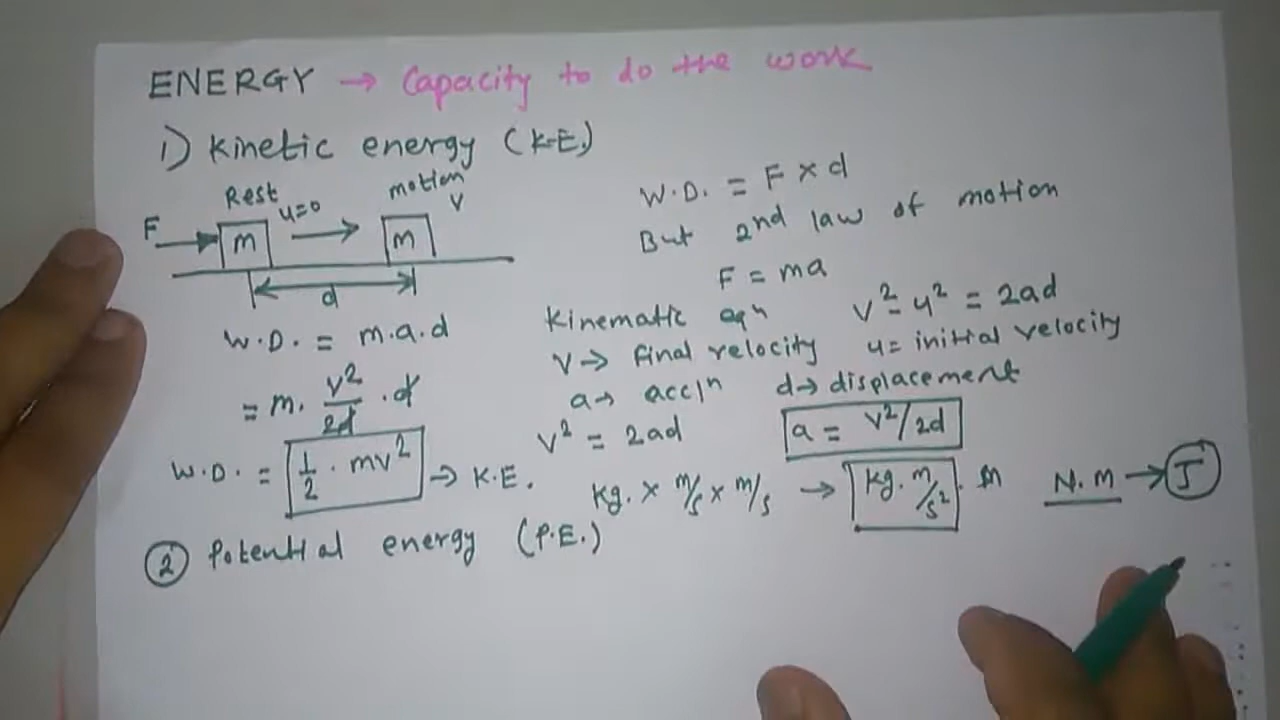 ENERGY → Capacity to do the work
1) Kinetic energy (K.E.)
Rest
motion
u=0
V
F
m
m
d
W.D. = F × d
But 2nd law of motion
F = ma
Kinematic eqn
v² - u² = 2ad
V → final velocity
u = initial velocity
a → acc/n
d → displacement
v² = 2ad
a = v²/2d
W.D. = m.a.d
= m. v²/2d . d
W.D. = 1/2 . mv² → K.E.
kg. × m/s × m/s → kg. m/s² . m
N.m → J
2 Potential energy (P.E.)